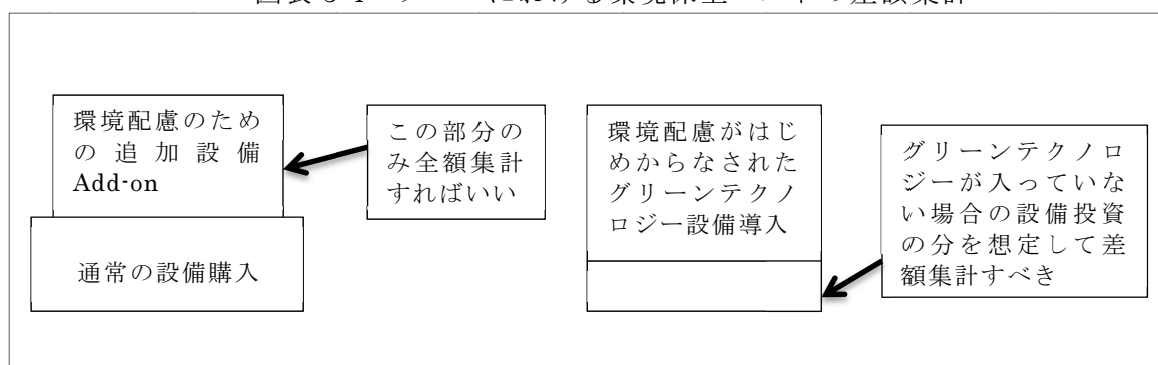 環境配慮のため
の追加設備
Add-on
通常の設備購入
この部分の
み全額集計
すればいい
環境配慮がはじ
めからなされた
グリーンテクノ
ロジー設備導入
グリーンテクノロ
ジーが入っていな
い場合の設備投資
の分を想定して差
額集計すべき